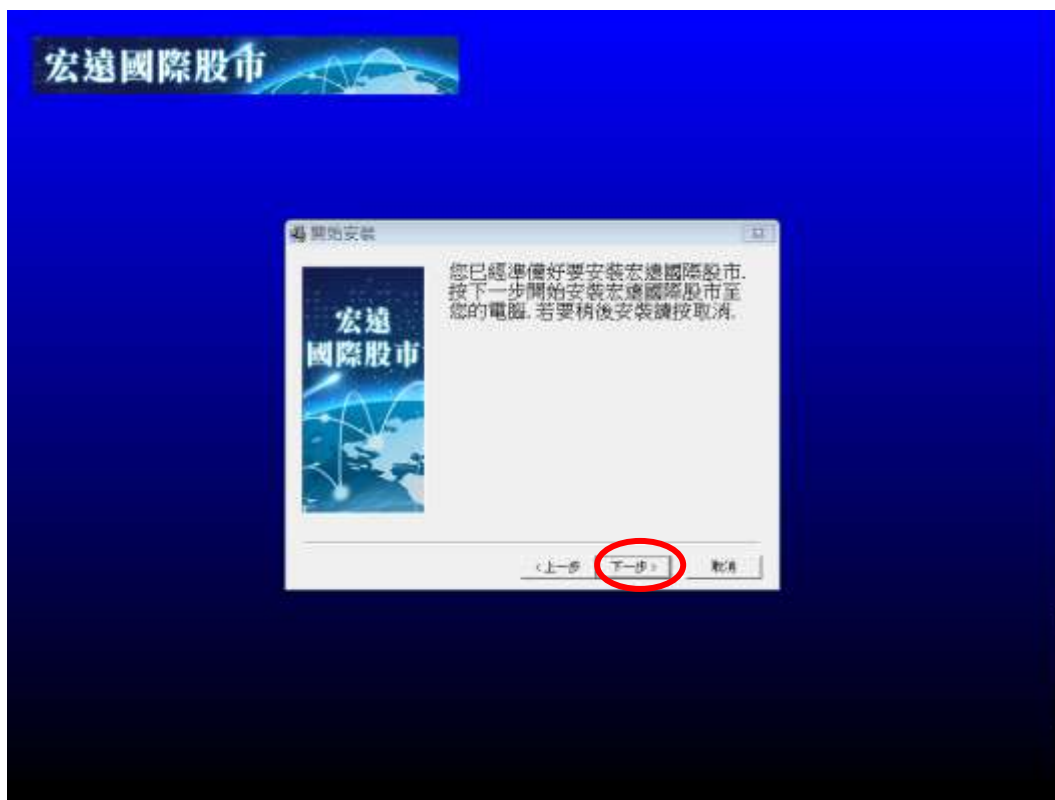 宏遠國際股市
開始安裝
您已經準備好要安裝宏遠國際股市.
按下一步開始安裝宏遠國際股市至
您的電腦. 若要稍後安裝請按取消.
宏遠
國際股市
<上一步 下一步> 取消